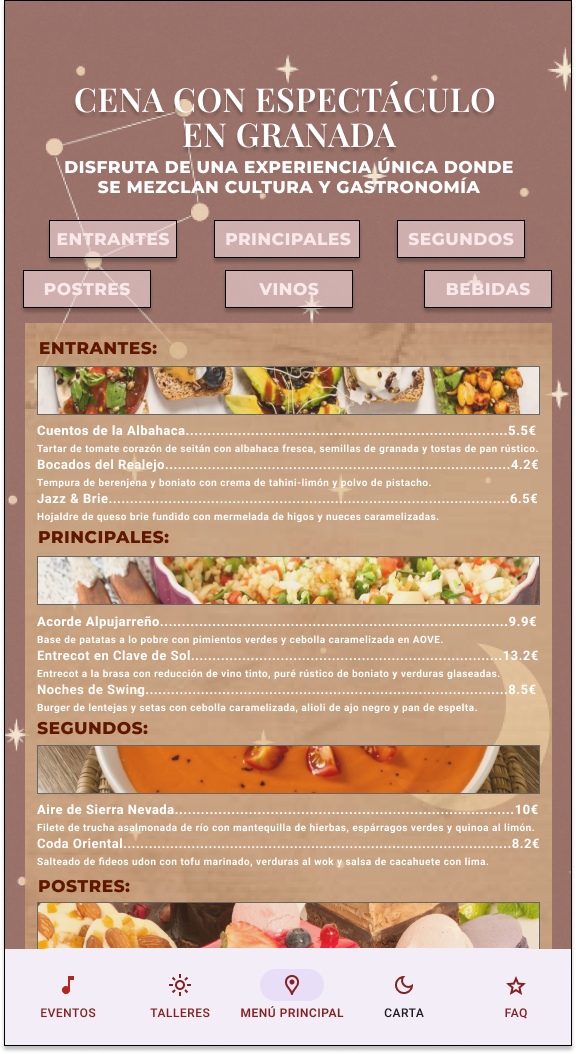 CENA CON ESPECTÁCULO
EN GRANADA
DISFRUTA DE UNA EXPERIENCIA ÚNICA DONDE
SE MEZCLAN CULTURA Y GASTRONOMÍA
ENTRANTES PRINCIPALES SEGUNDOS
POSTRES VINOS BEBIDAS
ENTRANTES:
Cuentos de la Albahaca..........................................................................5.5€
Tartar de tomate corazón de seitán con albahaca fresca, semillas de granada y tostas de pan rústico.
Bocados del Realejo...............................................................................4.2€
Tempura de berenjena y boniato con crema de tahini-limón y polvo de pistacho.
Jazz & Brie............................................................................................6.5€
Hojaldre de queso brie fundido con mermelada de higos y nueces caramelizadas.
PRINCIPALES:
Acorde Alpujarreño................................................................................9.9€
Base de patatas a lo pobre con pimientos verdes y cebolla caramelizada en AOVE.
Entrecot en Clave de Sol.......................................................................13.2€
Entrecot a la brasa con reducción de vino tinto, puré rústico de boniato y verduras glaseadas.
Noches de Swing...................................................................................8.5€
Burger de lentejas y setas con cebolla caramelizada, alioli de ajo negro y pan de espelta.
SEGUNDOS:
Aire de Sierra Nevada..............................................................................10€
Filete de trucha asalmonada de río con mantequilla de hierbas, espárragos verdes y quinoa al limón.
Coda Oriental.........................................................................................8.2€
Salteado de fideos udon con tofu marinado, verduras al wok y salsa de cacahuete con lima.
POSTRES:
EVENTOS TALLERES MENÚ PRINCIPAL CARTA FAQ